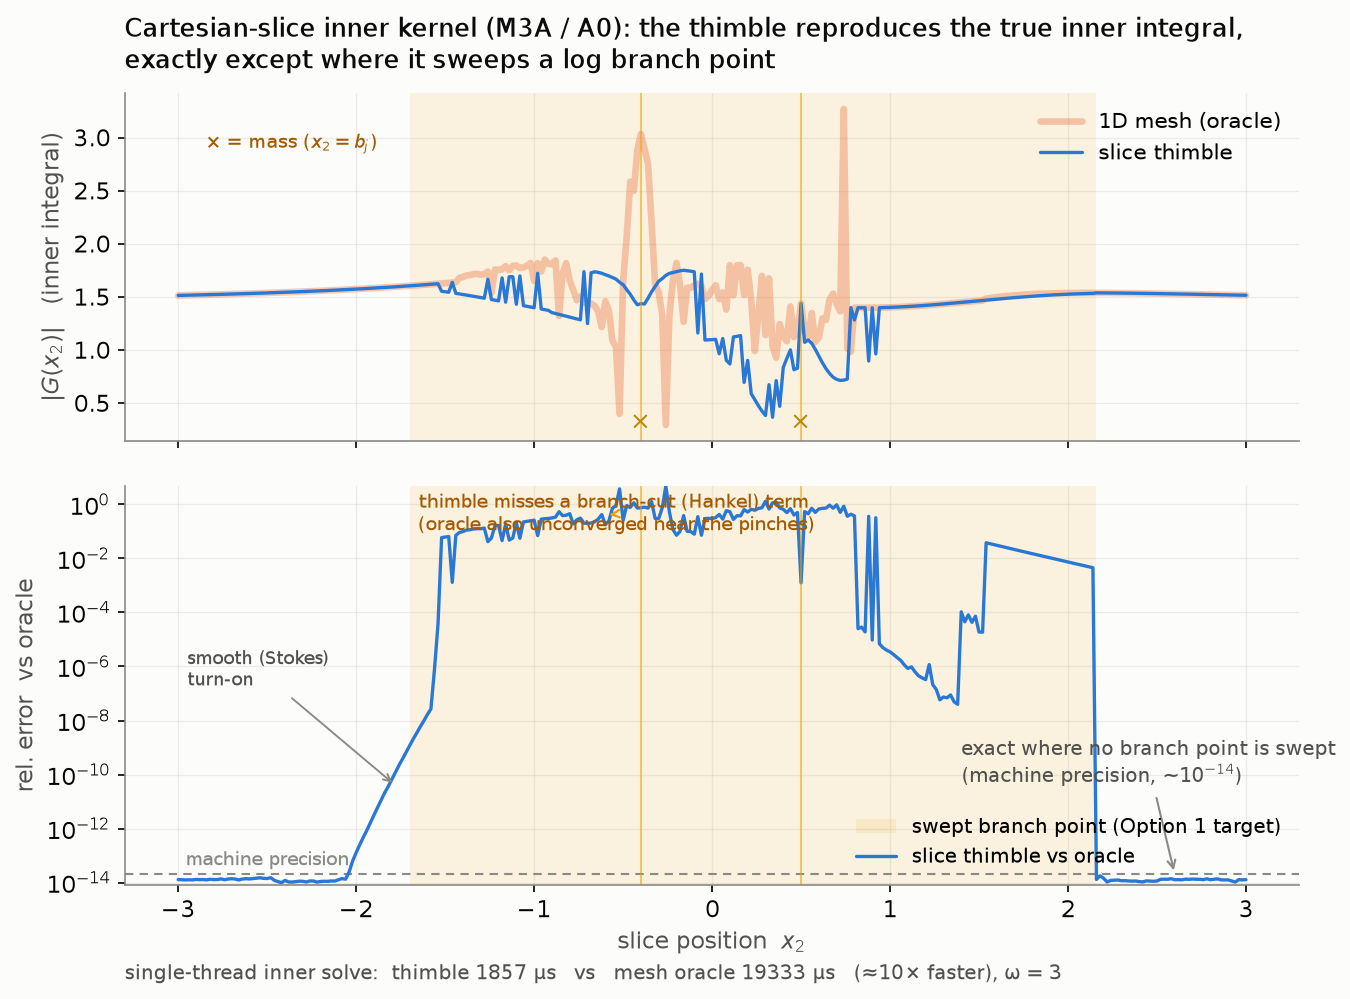 Cartesian-slice inner kernel (M3A / A0): the thimble reproduces the true inner integral,
exactly except where it sweeps a log branch point
|G(x₂)| (inner integral)
3.0
2.5
2.0
1.5
1.0
0.5
× = mass (x₂ = bⱼ)
1D mesh (oracle)
slice thimble
rel. error vs oracle
10⁰
10⁻²
10⁻⁴
10⁻⁶
10⁻⁸
10⁻¹⁰
10⁻¹²
10⁻¹⁴
thimble misses a branch-cut (Hankel) term
(oracle also unconverged near the pinches)
smooth (Stokes)
turn-on
exact where no branch point is swept
(machine precision, ~10⁻¹⁴)
swept branch point (Option 1 target)
slice thimble vs oracle
machine precision
−3 −2 −1 0 1 2 3
slice position x₂
single-thread inner solve: thimble 1857 µs vs mesh oracle 19333 µs (≈10× faster), ω = 3